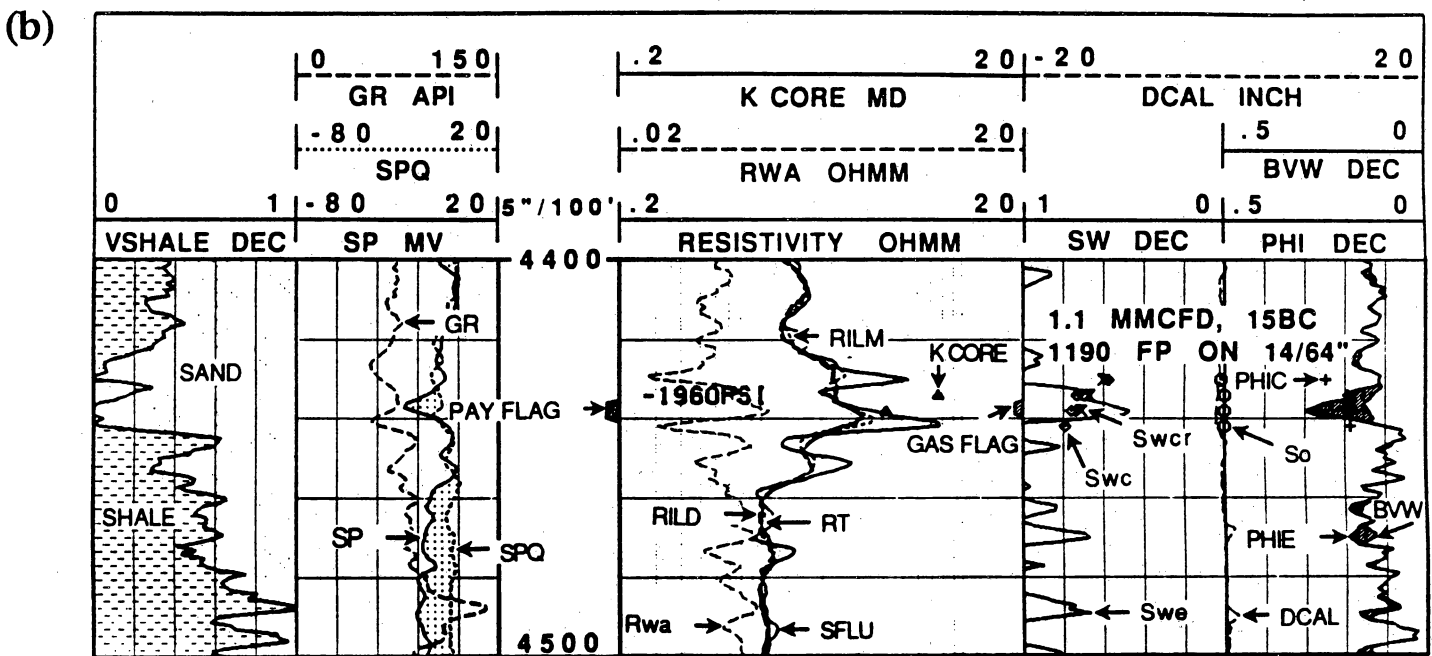 (b)
0 150 .2 20 -20 20
GR API K CORE MD DCAL INCH
-80 20 .02 20 .5 0
SPQ RWA OHMM BVW DEC
0 1 -80 20 5"/100' .2 20 1 0 .5 0
VSHALE DEC SP MV RESISTIVITY OHMM SW DEC PHI DEC
4400
GR 1.1 MMCFD, 15BC
RILM
K CORE 1190 FP ON 14/64"
SAND PHIC
-1960PSI
PAY FLAG
GAS FLAG Swcr So
Swc
SHALE RILD RT BVW
SP SPQ PHIE
Rwa SFLU Swe DCAL
4500